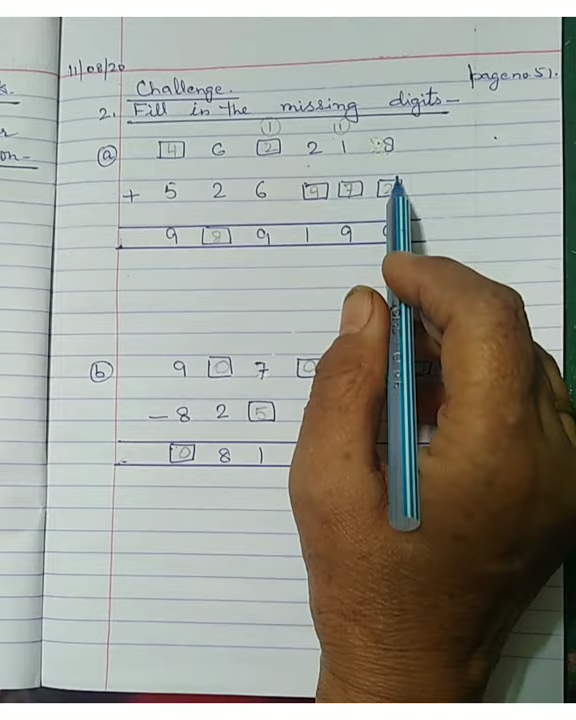 11/08/20
page no 51.
Challenge.
2. Fill in the missing digits-
1 1
(a) 4 6 2 2 1 8
+ 5 2 6 9 7 2
9 8 9 1 9
(b) 9 0 7
- 8 2 5
0 8 1
on-